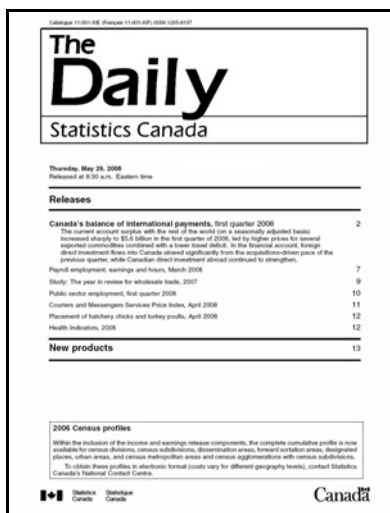 Catalogue 11-001-XIE (Français 11-001-XIF) ISSN 1205-9137
The
Daily
Statistics Canada
Thursday, May 29, 2008
Released at 8:30 a.m. Eastern time
Releases
Canada's balance of international payments, first quarter 2008 2
The current account surplus with the rest of the world (on a seasonally adjusted basis)
increased sharply to $5.6 billion in the first quarter of 2008, led by higher prices for several
exported commodities combined with a lower travel deficit. In the financial account, foreign
direct investment flows into Canada slowed significantly from the acquisitions-driven pace of the
previous quarter, while Canadian direct investment abroad continued to strengthen.
Payroll employment, earnings and hours, March 2008 7
Study: The year in review for wholesale trade, 2007 9
Public sector employment, first quarter 2008 10
Couriers and Messengers Services Price Index, April 2008 11
Placement of hatchery chicks and turkey poults, April 2008 12
Health Indicators, 2008 12
New products 13
2006 Census profiles
Within the inclusion of the income and earnings release components, the complete cumulative profile is now
available for census divisions, census subdivisions, dissemination areas, forward sortation areas, designated
places, urban areas, and census metropolitan areas and census agglomerations with census subdivisions.
To obtain these profiles in electronic format (costs vary for different geography levels), contact Statistics
Canada's National Contact Centre.
Statistics Statistique
Canada Canada
Canada